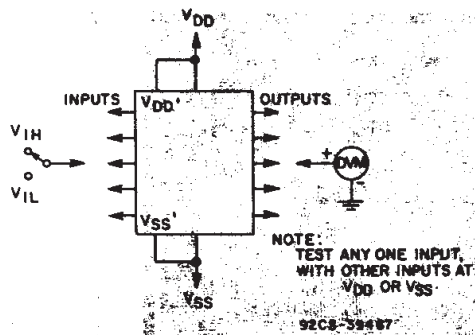 VDD
INPUTS
VDD'
OUTPUTS
VIH
+
DVM
-
VIL
VSS'
NOTE:
TEST ANY ONE INPUT,
WITH OTHER INPUTS AT
VDD OR VSS.
VSS
92CS-39467